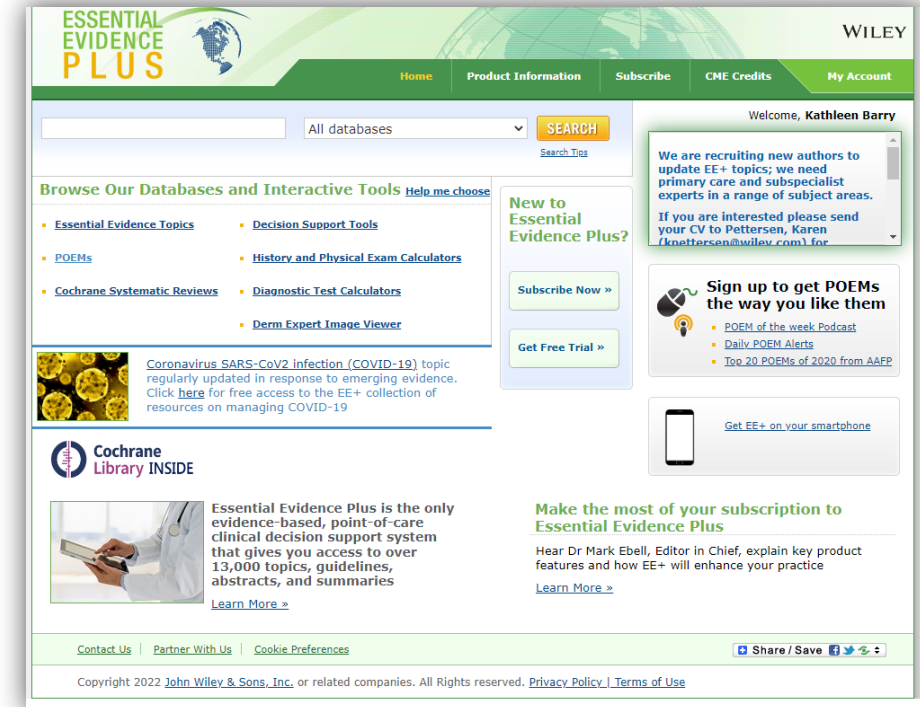 ESSENTIAL
EVIDENCE
PLUS
WILEY
Home
Product Information
Subscribe
CME Credits
My Account
Welcome, Kathleen Barry
All databases
SEARCH
Search Tips
We are recruiting new authors to
update EE+ topics; we need
primary care and subspecialist
experts in a range of subject areas.
If you are interested please send
your CV to Pettersen, Karen
(kpettersen@wiley.com) for
Browse Our Databases and Interactive Tools Help me choose
Essential Evidence Topics
Decision Support Tools
POEMs
History and Physical Exam Calculators
Cochrane Systematic Reviews
Diagnostic Test Calculators
Derm Expert Image Viewer
New to
Essential
Evidence Plus?
Subscribe Now »
Get Free Trial »
Sign up to get POEMs
the way you like them
POEM of the week Podcast
Daily POEM Alerts
Top 20 POEMs of 2020 from AAFP
Coronavirus SARS-CoV2 infection (COVID-19) topic
regularly updated in response to emerging evidence.
Click here for free access to the EE+ collection of
resources on managing COVID-19
Get EE+ on your smartphone
Cochrane
Library INSIDE
Essential Evidence Plus is the only
evidence-based, point-of-care
clinical decision support system
that gives you access to over
13,000 topics, guidelines,
abstracts, and summaries
Learn More »
Make the most of your subscription to
Essential Evidence Plus
Hear Dr Mark Ebell, Editor in Chief, explain key product
features and how EE+ will enhance your practice
Learn More »
Contact Us | Partner With Us | Cookie Preferences
Share / Save
Copyright 2022 John Wiley & Sons, Inc. or related companies. All Rights reserved. Privacy Policy | Terms of Use